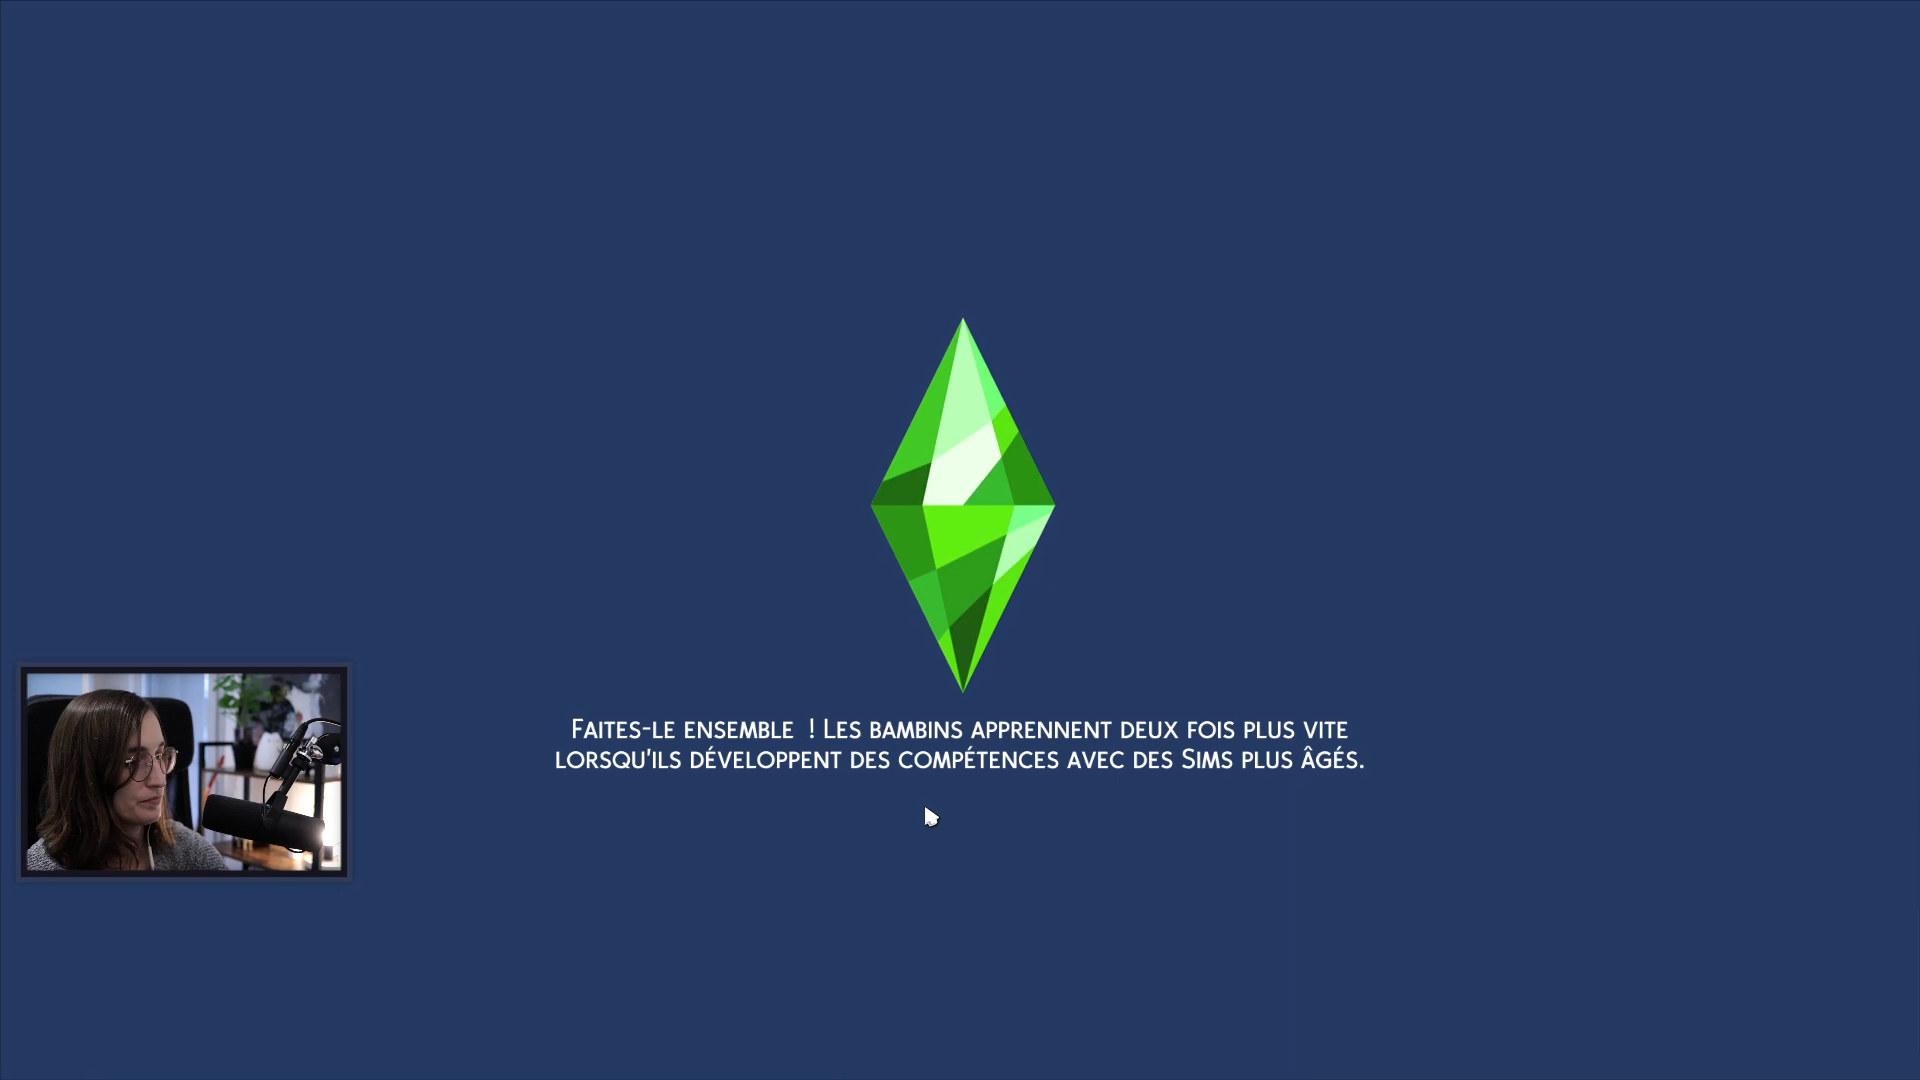 Faites-le ensemble  ! Les bambins apprennent deux fois plus vite
lorsqu'ils développent des compétences avec des Sims plus âgés.